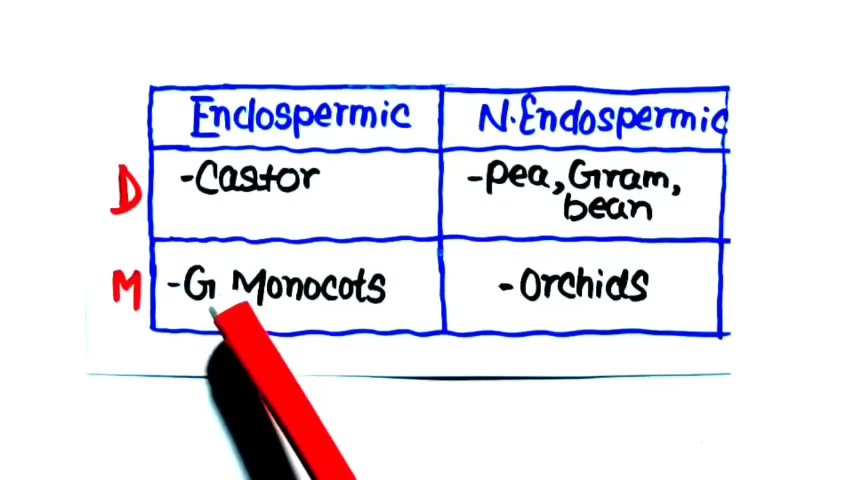 Endospermic N.Endospermic
D -Castor -Pea, Gram,
bean
M -G Monocots -Orchids